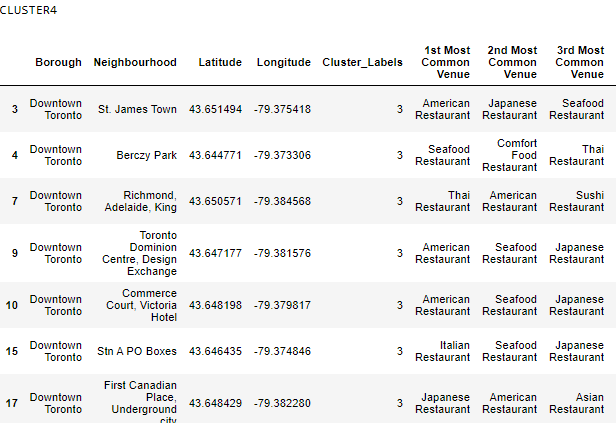 CLUSTER4
Borough Neighbourhood Latitude Longitude Cluster_Labels 1st Most Common Venue 2nd Most Common Venue 3rd Most Common Venue
3 Downtown Toronto St. James Town 43.651494 -79.375418 3 American Restaurant Japanese Restaurant Seafood Restaurant
4 Downtown Toronto Berczy Park 43.644771 -79.373306 3 Seafood Restaurant Comfort Food Restaurant Thai Restaurant
7 Downtown Toronto Richmond, Adelaide, King 43.650571 -79.384568 3 Thai Restaurant American Restaurant Sushi Restaurant
9 Downtown Toronto Toronto Dominion Centre, Design Exchange 43.647177 -79.381576 3 American Restaurant Seafood Restaurant Japanese Restaurant
10 Downtown Toronto Commerce Court, Victoria Hotel 43.648198 -79.379817 3 American Restaurant Seafood Restaurant Japanese Restaurant
15 Downtown Toronto Stn A PO Boxes 43.646435 -79.374846 3 Italian Restaurant Seafood Restaurant Japanese Restaurant
17 Downtown Toronto First Canadian Place, Underground city 43.648429 -79.382280 3 Japanese Restaurant American Restaurant Asian Restaurant